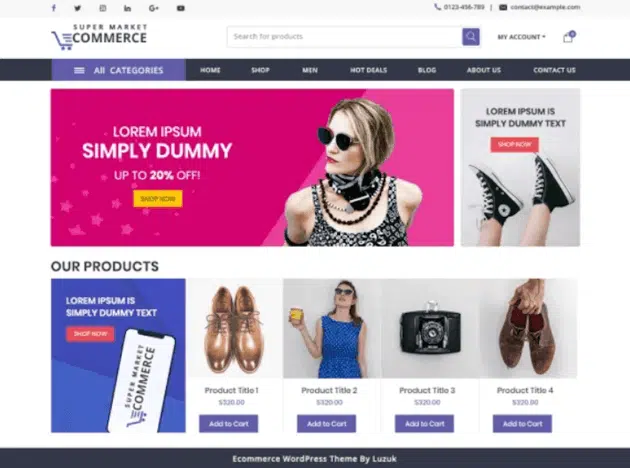 f
in
G+
0123-456-789 | contact@example.com
SUPER MARKET
ECOMMERCE
Search for products
MY ACCOUNT
All CATEGORIES
HOME
SHOP
MEN
HOT DEALS
BLOG
ABOUT US
CONTACT US
LOREM IPSUM
SIMPLY DUMMY
UP TO 20% OFF!
SHOP NOW
LOREM IPSUM IS
SIMPLY DUMMY TEXT
SHOP NOW
OUR PRODUCTS
LOREM IPSUM IS
SIMPLY DUMMY TEXT
SHOP NOW
SUPER MARKET
ECOMMERCE
Product Title 1
$320.00
Add to Cart
Product Title 2
$320.00
Add to Cart
Product Title 3
$320.00
Add to Cart
Product Title 4
$320.00
Add to Cart
Ecommerce WordPress Theme By Luzuk